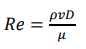 Re = ρvD / μ